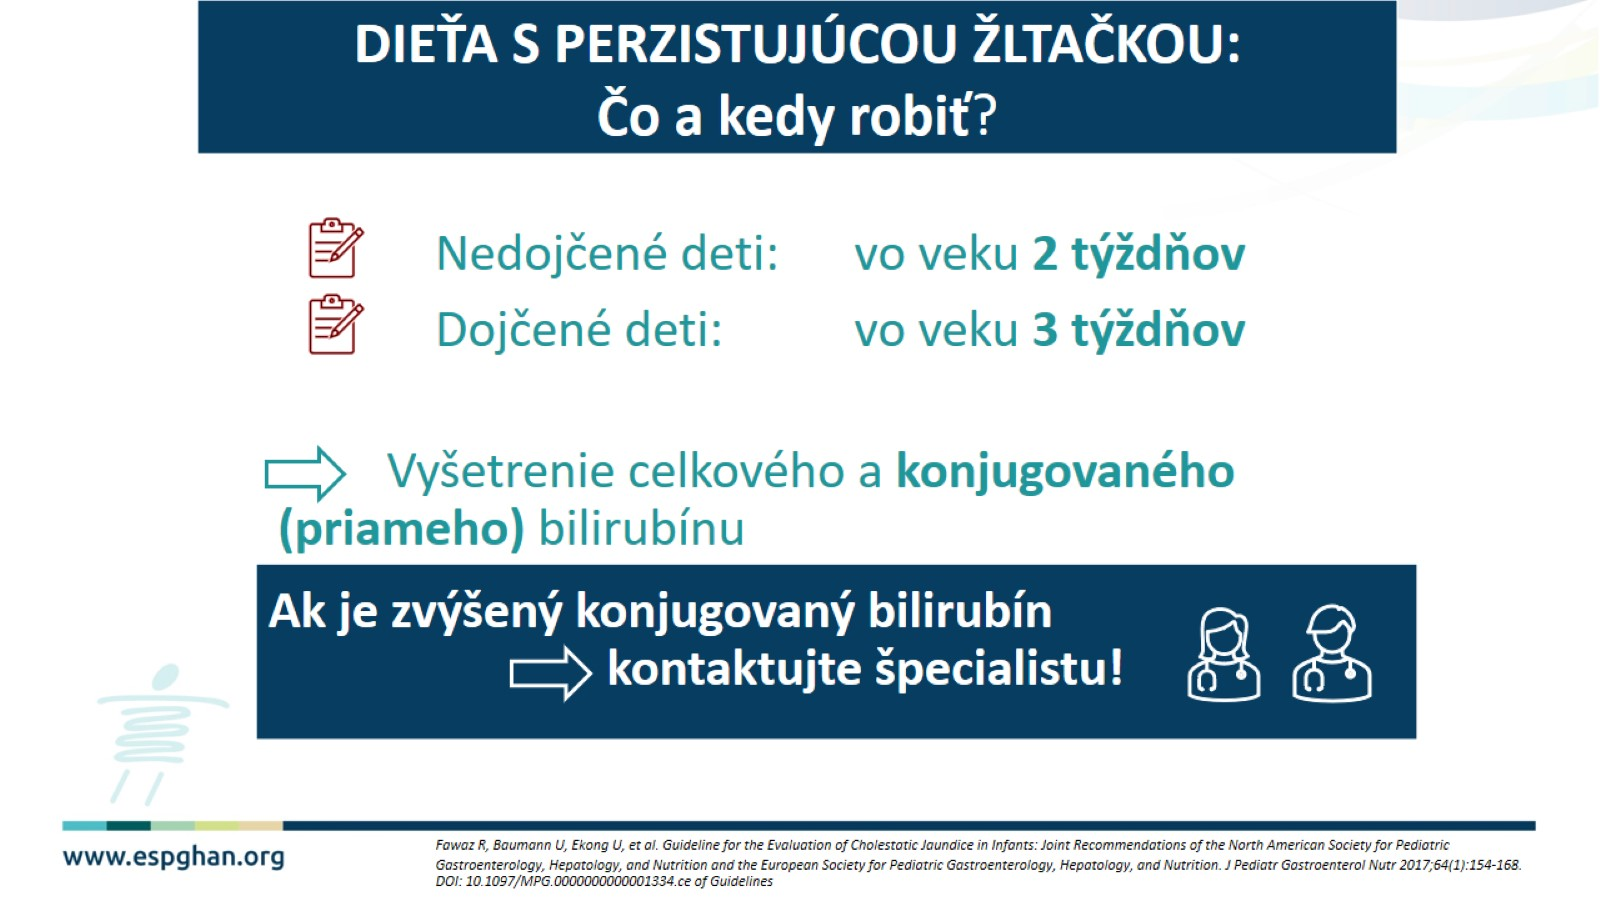 DIEŤA S PERZISTUJÚCOU ŽLTAČKOU:
Čo a kedy robiť?
Nedojčené deti: vo veku 2 týždňov
Dojčené deti: vo veku 3 týždňov
Vyšetrenie celkového a konjugovaného
(priameho) bilirubínu
Ak je zvýšený konjugovaný bilirubín
kontaktujte špecialistu!
www.espghan.org
Fawaz R, Baumann U, Ekong U, et al. Guideline for the Evaluation of Cholestatic Jaundice in Infants: Joint Recommendations of the North American Society for Pediatric
Gastroenterology, Hepatology, and Nutrition and the European Society for Pediatric Gastroenterology, Hepatology, and Nutrition. J Pediatr Gastroenterol Nutr 2017;64(1):154-168.
DOI: 10.1097/MPG.0000000000001334.ce of Guidelines